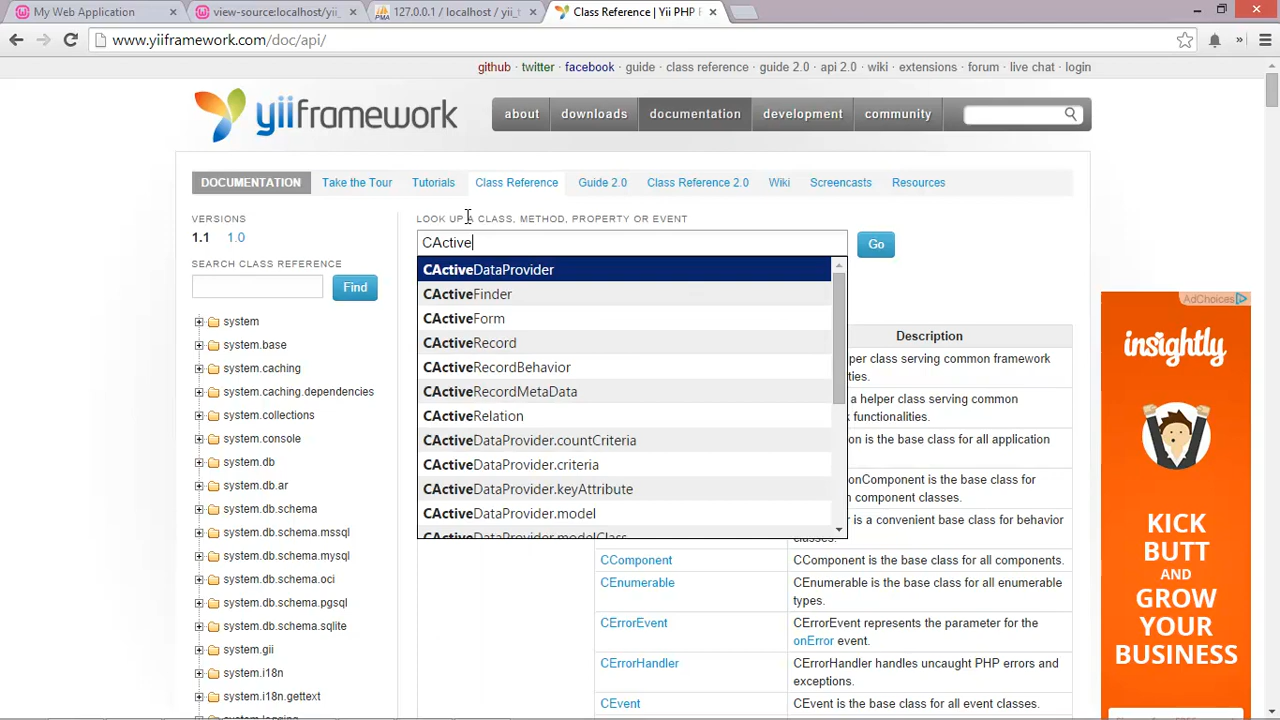 My Web Application
view-source:localhost/yii_
127.0.0.1 / localhost / yii_t
Class Reference | Yii PHP F
www.yiiframework.com/doc/api/
github twitter facebook guide class reference guide 2.0 api 2.0 wiki extensions forum live chat login
yiiframework
about downloads documentation development community
DOCUMENTATION Take the Tour Tutorials Class Reference Guide 2.0 Class Reference 2.0 Wiki Screencasts Resources
VERSIONS
1.1 1.0
SEARCH CLASS REFERENCE
Find
system
system.base
system.caching
system.caching.dependencies
system.collections
system.console
system.db
system.db.ar
system.db.schema
system.db.schema.mssql
system.db.schema.mysql
system.db.schema.oci
system.db.schema.pgsql
system.db.schema.sqlite
system.gii
system.i18n
system.i18n.gettext
system.logging
LOOK UP A CLASS, METHOD, PROPERTY OR EVENT
CActive
Go
CActiveDataProvider
CActiveFinder
CActiveForm
CActiveRecord
CActiveRecordBehavior
CActiveRecordMetaData
CActiveRelation
CActiveDataProvider.countCriteria
CActiveDataProvider.criteria
CActiveDataProvider.keyAttribute
CActiveDataProvider.model
CActiveDataProvider.modelClass
Description
per class serving common framework
ies.
a helper class serving common
functionalities.
on is the base class for all application
onComponent is the base class for
n component classes.
is a convenient base class for behavior
classes.
CComponent CComponent is the base class for all components.
CEnumerable CEnumerable is the base class for all enumerable
types.
CErrorEvent CErrorEvent represents the parameter for the
onError event.
CErrorHandler CErrorHandler handles uncaught PHP errors and
exceptions.
CEvent CEvent is the base class for all event classes.
AdChoices
insightly
KICK
BUTT
AND
GROW
YOUR
BUSINESS